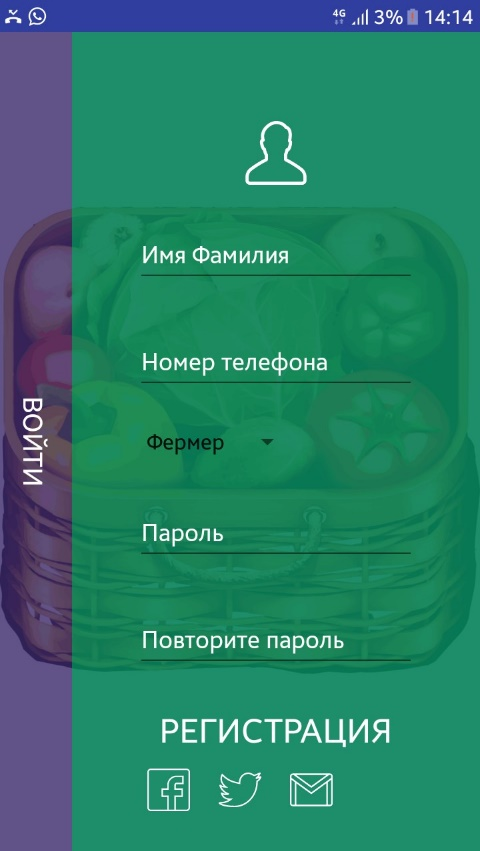 4G 3% 14:14
Имя Фамилия
Номер телефона
ВОЙТИ
Фермер
Пароль
Повторите пароль
РЕГИСТРАЦИЯ